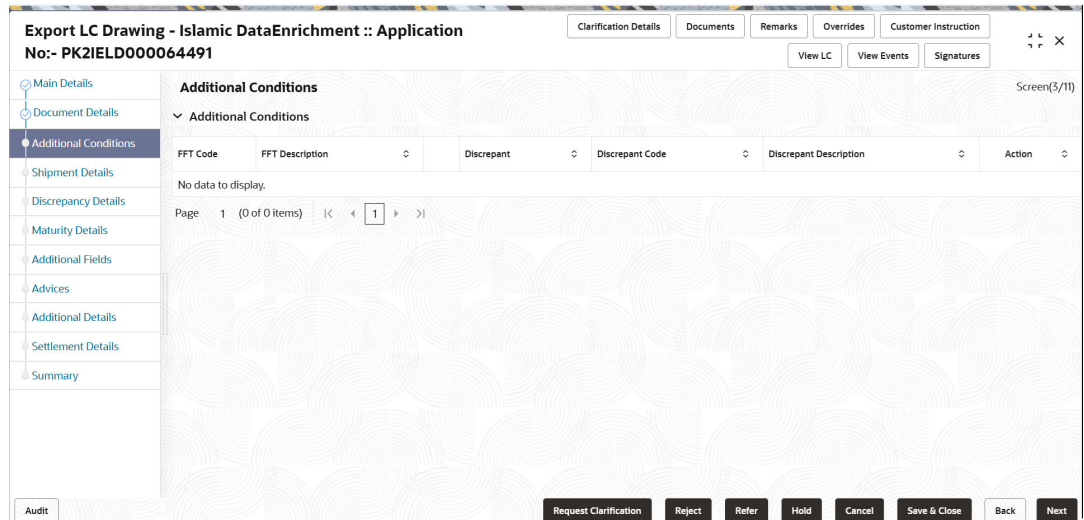 Export LC Drawing - Islamic DataEnrichment :: Application
No:- PK2IELD000064491
Clarification Details Documents Remarks Overrides Customer Instruction
View LC View Events Signatures
Main Details
Document Details
Additional Conditions
Shipment Details
Discrepancy Details
Maturity Details
Additional Fields
Advices
Additional Details
Settlement Details
Summary
Additional Conditions Screen(3/11)
Additional Conditions
FFT Code FFT Description Discrepant Discrepant Code Discrepant Description Action
No data to display.
Page 1 (0 of 0 items) 1
Audit Request Clarification Reject Refer Hold Cancel Save & Close Back Next